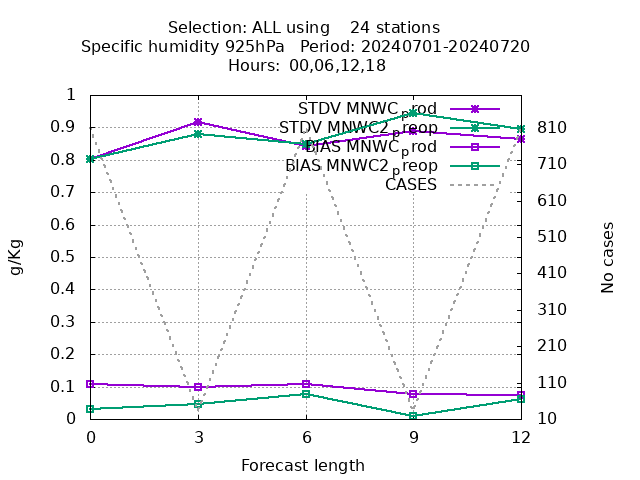 Selection: ALL using    24 stations
Specific humidity 925hPa   Period: 20240701-20240720
Hours:  00,06,12,18
STDV MNWC_prod
STDV MNWC2_preop
BIAS MNWC_prod
BIAS MNWC2_preop
CASES
1
0.9
0.8
0.7
0.6
0.5
0.4
0.3
0.2
0.1
0
810
710
610
510
410
310
210
110
10
g/Kg
No cases
0 3 6 9 12
Forecast length